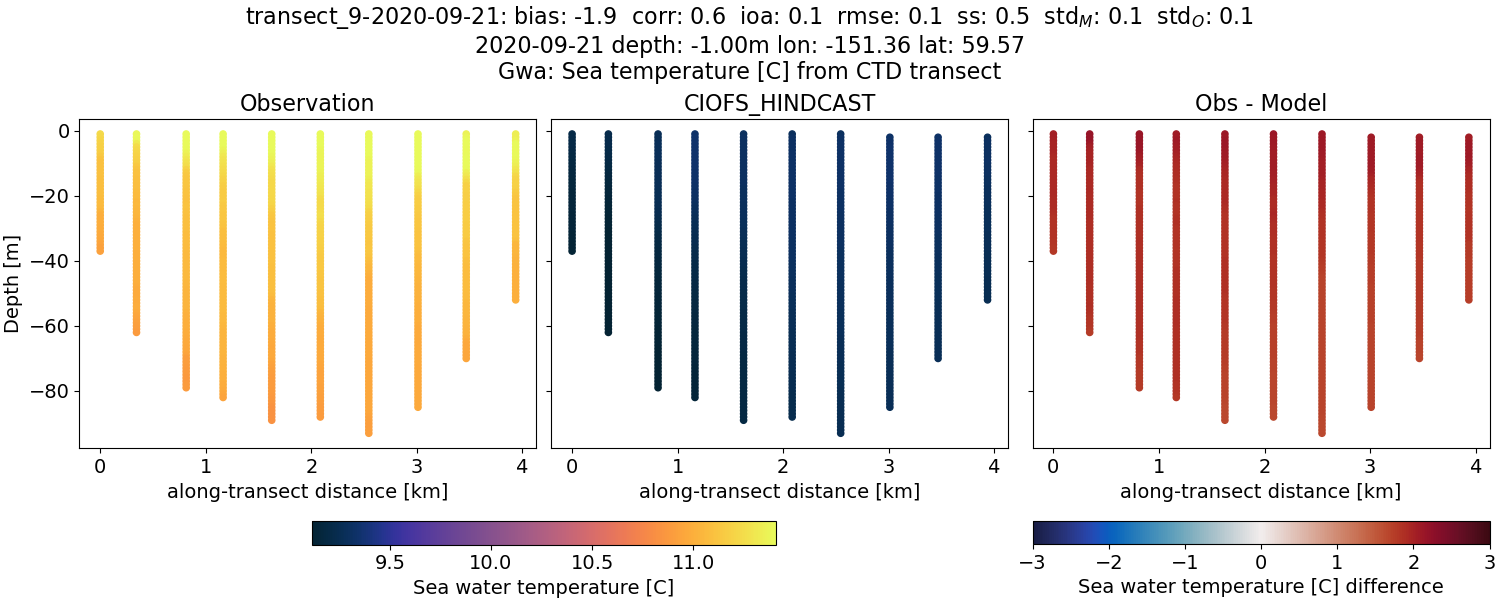 transect_9-2020-09-21: bias: -1.9  corr: 0.6  ioa: 0.1  rmse: 0.1  ss: 0.5  std_M: 0.1  std_O: 0.1
2020-09-21 depth: -1.00m lon: -151.36 lat: 59.57
Gwa: Sea temperature [C] from CTD transect
Observation
CIOFS_HINDCAST
Obs - Model
Depth [m]
0
−20
−40
−60
−80
0 1 2 3 4
0 1 2 3 4
0 1 2 3 4
along-transect distance [km]
along-transect distance [km]
along-transect distance [km]
9.5 10.0 10.5 11.0
Sea water temperature [C]
−3 −2 −1 0 1 2 3
Sea water temperature [C] difference